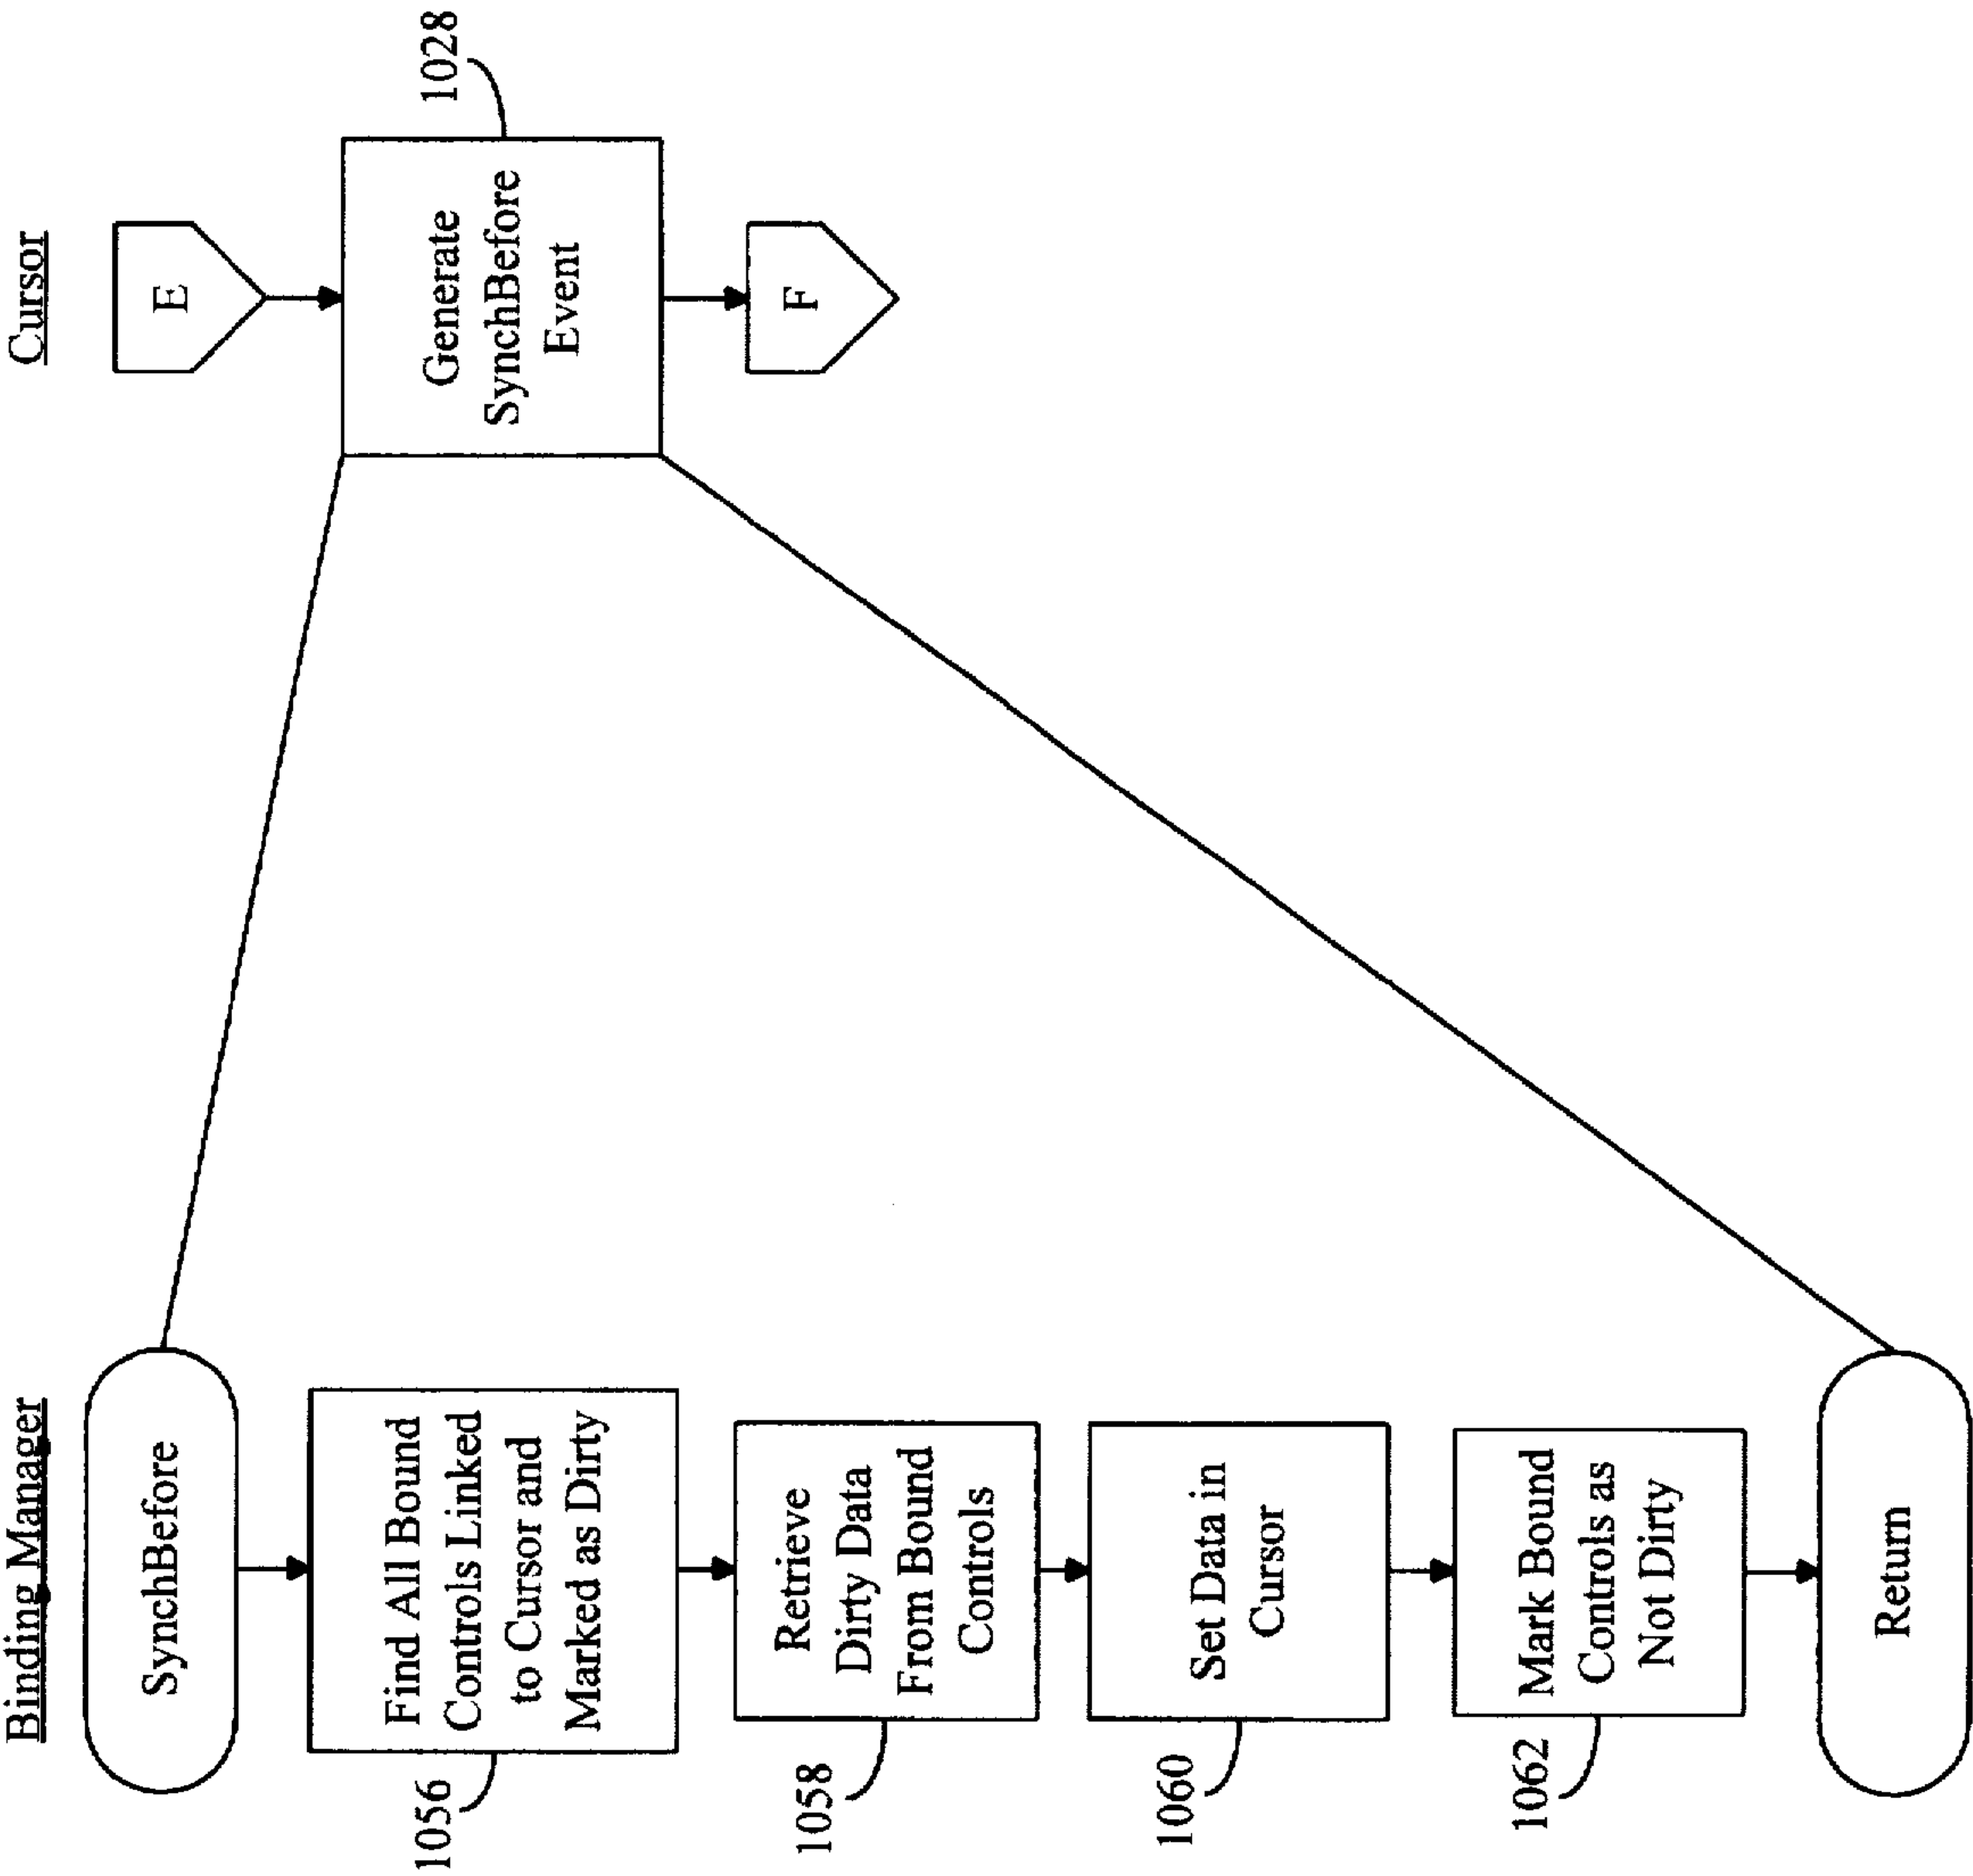 Binding Manager
Cursor
SynchBefore
E
1056
Find All Bound
Controls Linked
to Cursor and
Marked as Dirty
Generate
SynchBefore
Event
1028
1058
Retrieve
Dirty Data
From Bound
Controls
F
1060
Set Data in
Cursor
1062
Mark Bound
Controls as
Not Dirty
Return